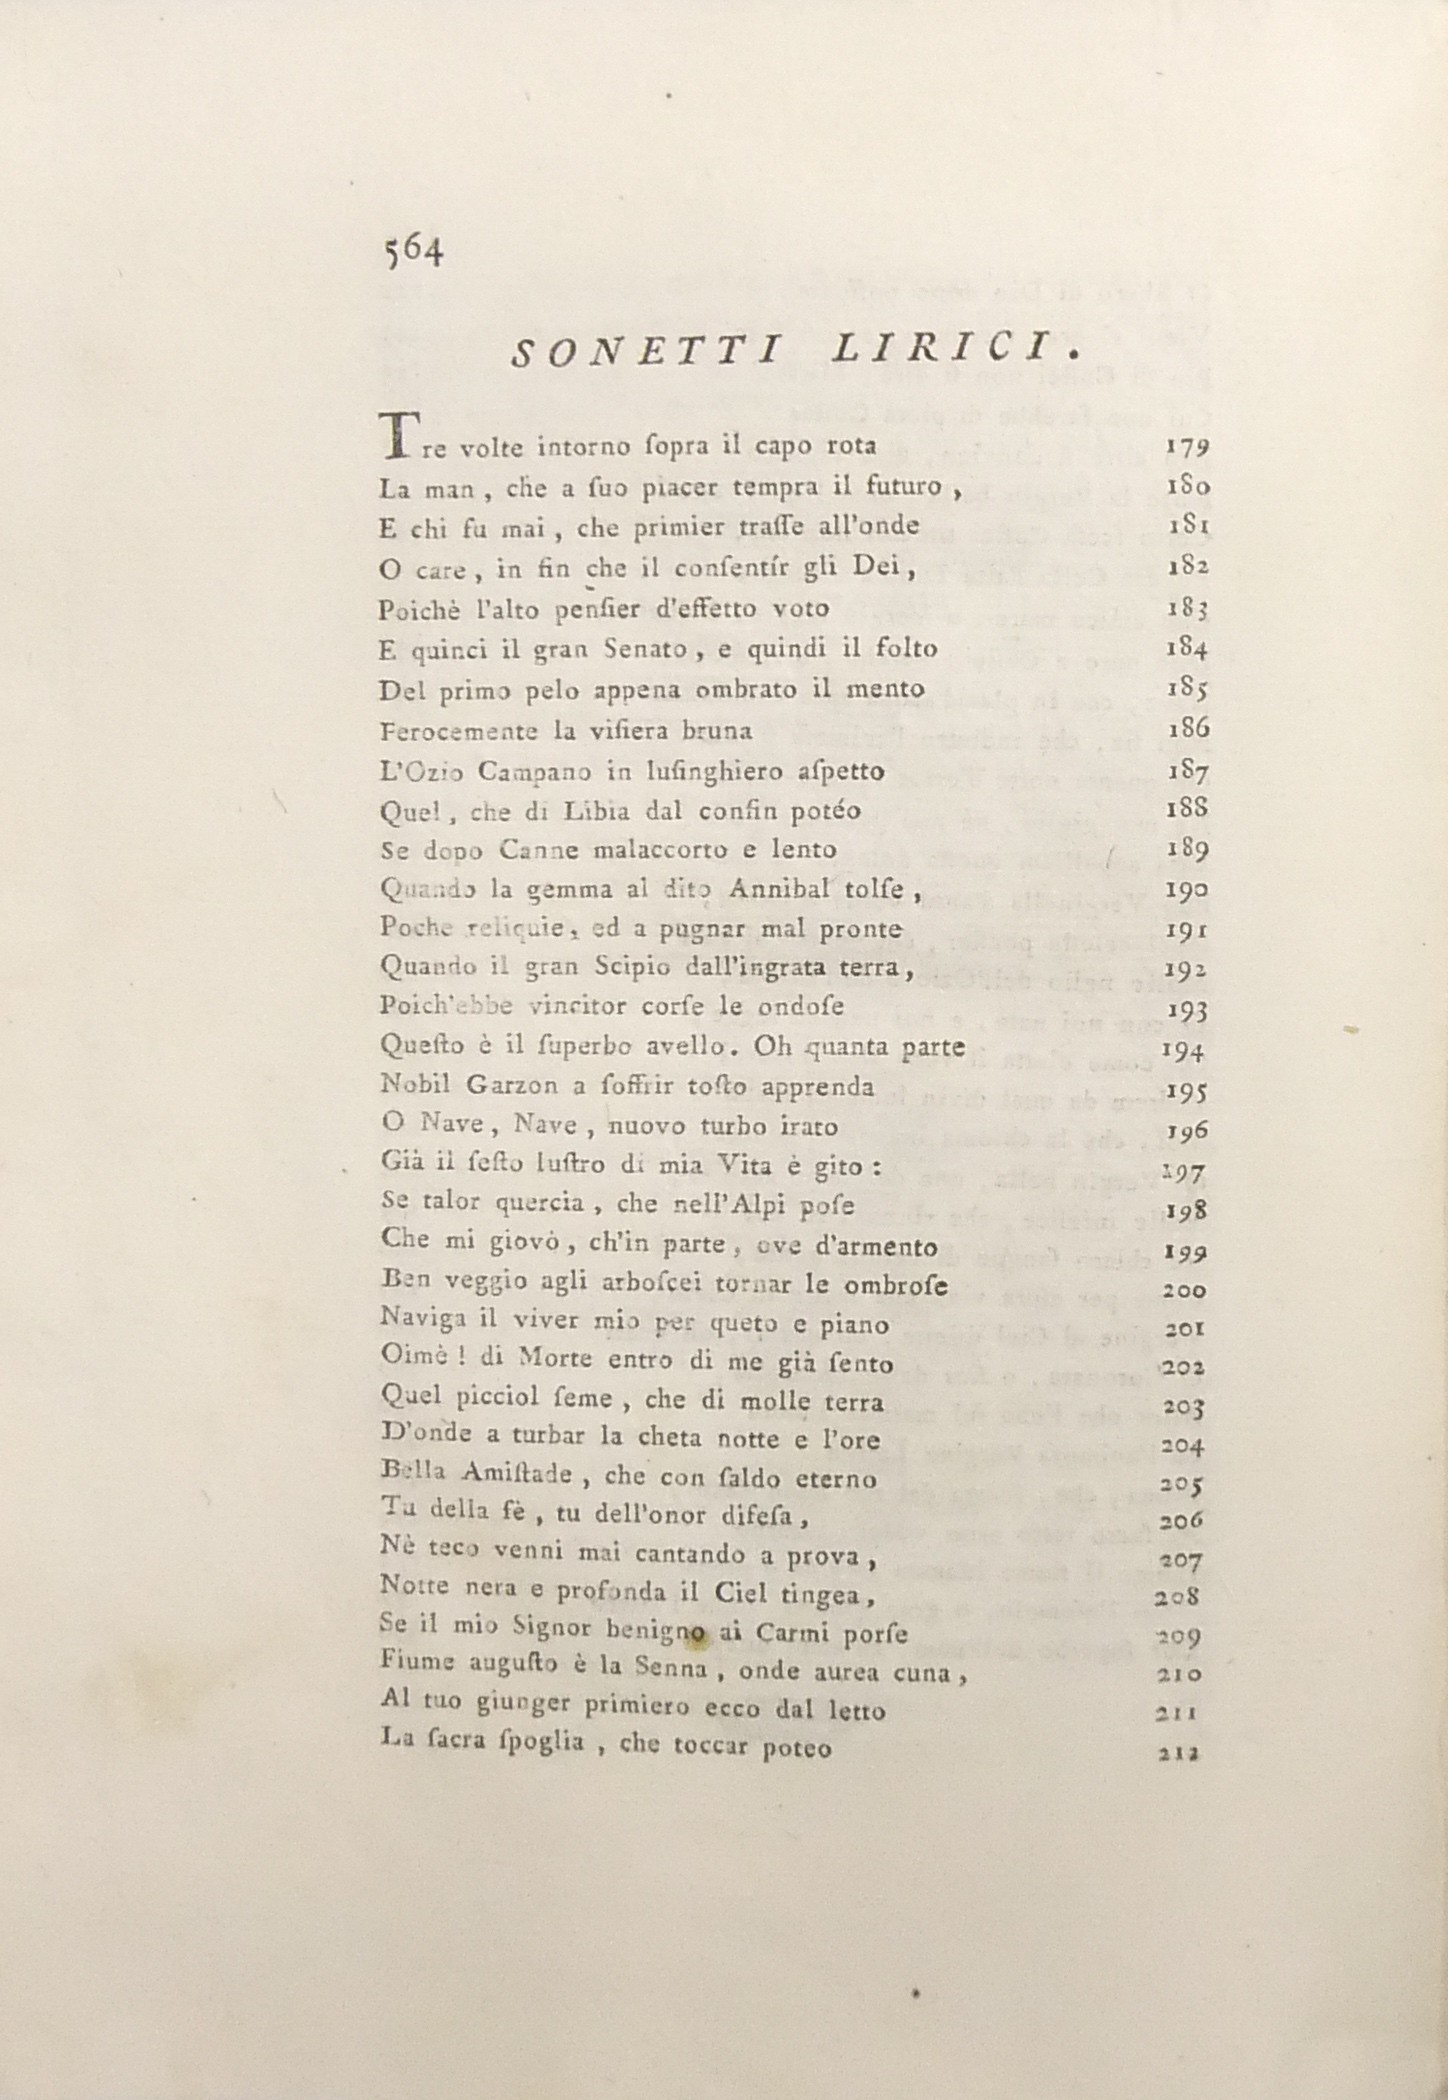 564
SONETTI LIRICI.
Tre volte intorno ſopra il capo rota 179
La man, che a ſuo piacer tempra il futuro, 180
E chi fu mai, che primier traſſe all'onde 181
O care, in fin che il conſentír gli Dei, 182
Poichè l'alto penſier d'effetto voto 183
E quinci il gran Senato, e quindi il folto 184
Del primo pelo appena ombrato il mento 185
Ferocemente la viſiera bruna 186
L'Ozio Campano in luſinghiero aſpetto 187
Quel, che di Libia dal confin potéo 188
Se dopo Canne malaccorto e lento 189
Quando la gemma al dito Annibal tolſe, 190
Poche reliquie, ed a pugnar mal pronte 191
Quando il gran Scipio dall'ingrata terra, 192
Poich'ebbe vincitor corſe le ondoſe 193
Queſto è il ſuperbo avello. Oh quanta parte 194
Nobil Garzon a ſoffrir toſto apprenda 195
O Nave, Nave, nuovo turbo irato 196
Già il ſeſto luſtro di mia Vita è gito: 197
Se talor quercia, che nell'Alpi poſe 198
Che mi giovò, ch'in parte, ove d'armento 199
Ben veggio agli arboſcei tornar le ombroſe 200
Naviga il viver mio per queto e piano 201
Oimè! di Morte entro di me già ſento 202
Quel picciol ſeme, che di molle terra 203
D'onde a turbar la cheta notte e l'ore 204
Bella Amiſtade, che con ſaldo eterno 205
Tu della fè, tu dell'onor difeſa, 206
Nè teco venni mai cantando a prova, 207
Notte nera e profonda il Ciel tingea, 208
Se il mio Signor benigno ai Carmi porſe 209
Fiume auguſto è la Senna, onde aurea cuna, 210
Al tuo giunger primiero ecco dal letto 211
La ſacra ſpoglia, che toccar poteo 212